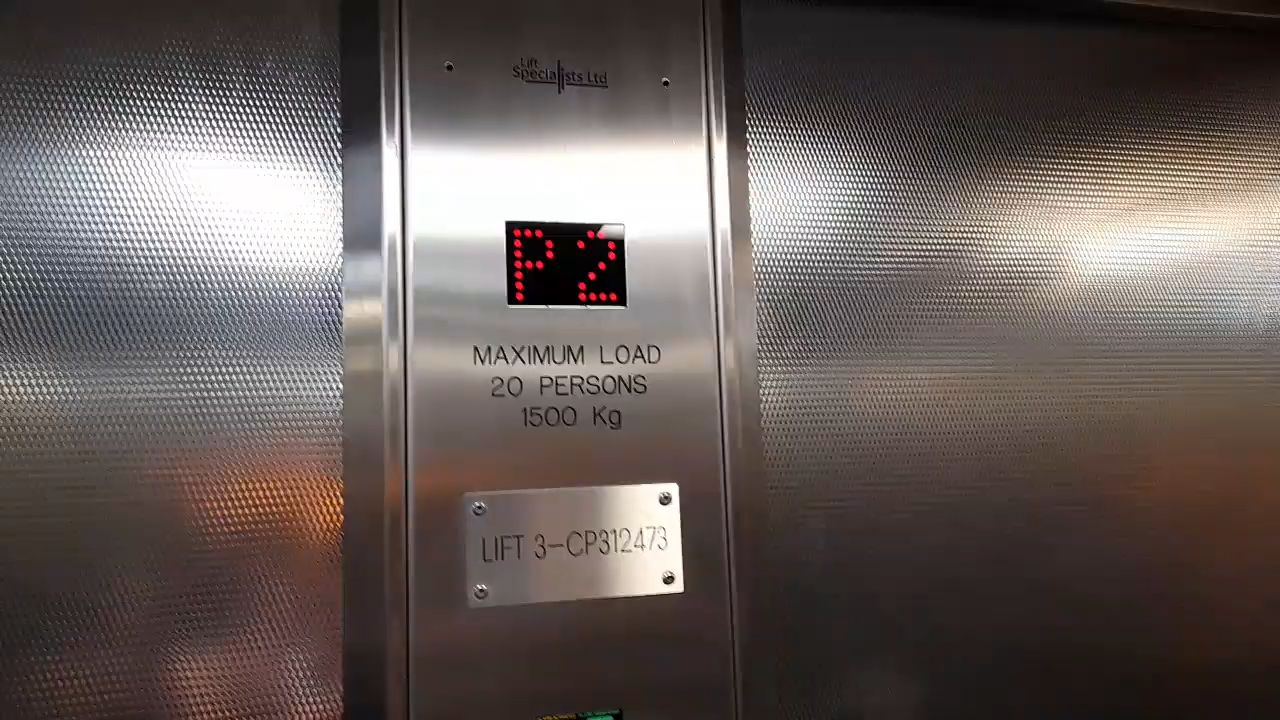 Lift
Specialists Ltd
P2
MAXIMUM LOAD
20 PERSONS
1500 Kg
LIFT 3-CP312473